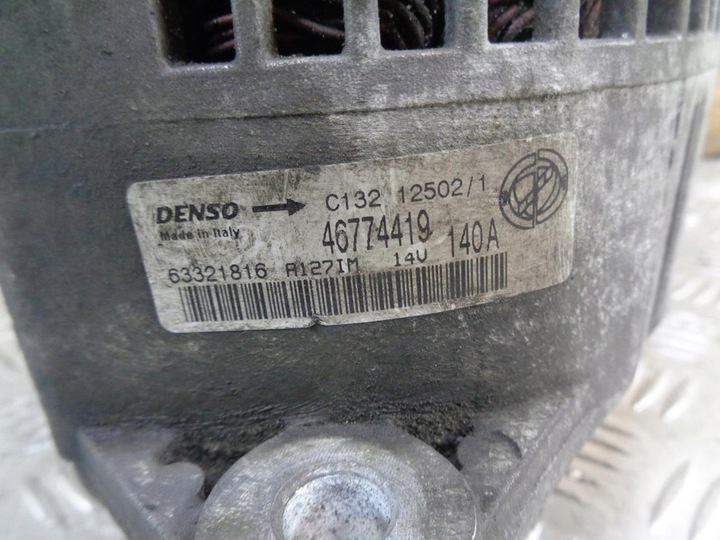 DENSO → C132 12502/1
Made in Italy 46774419 140A
63321816 A127IM 14V